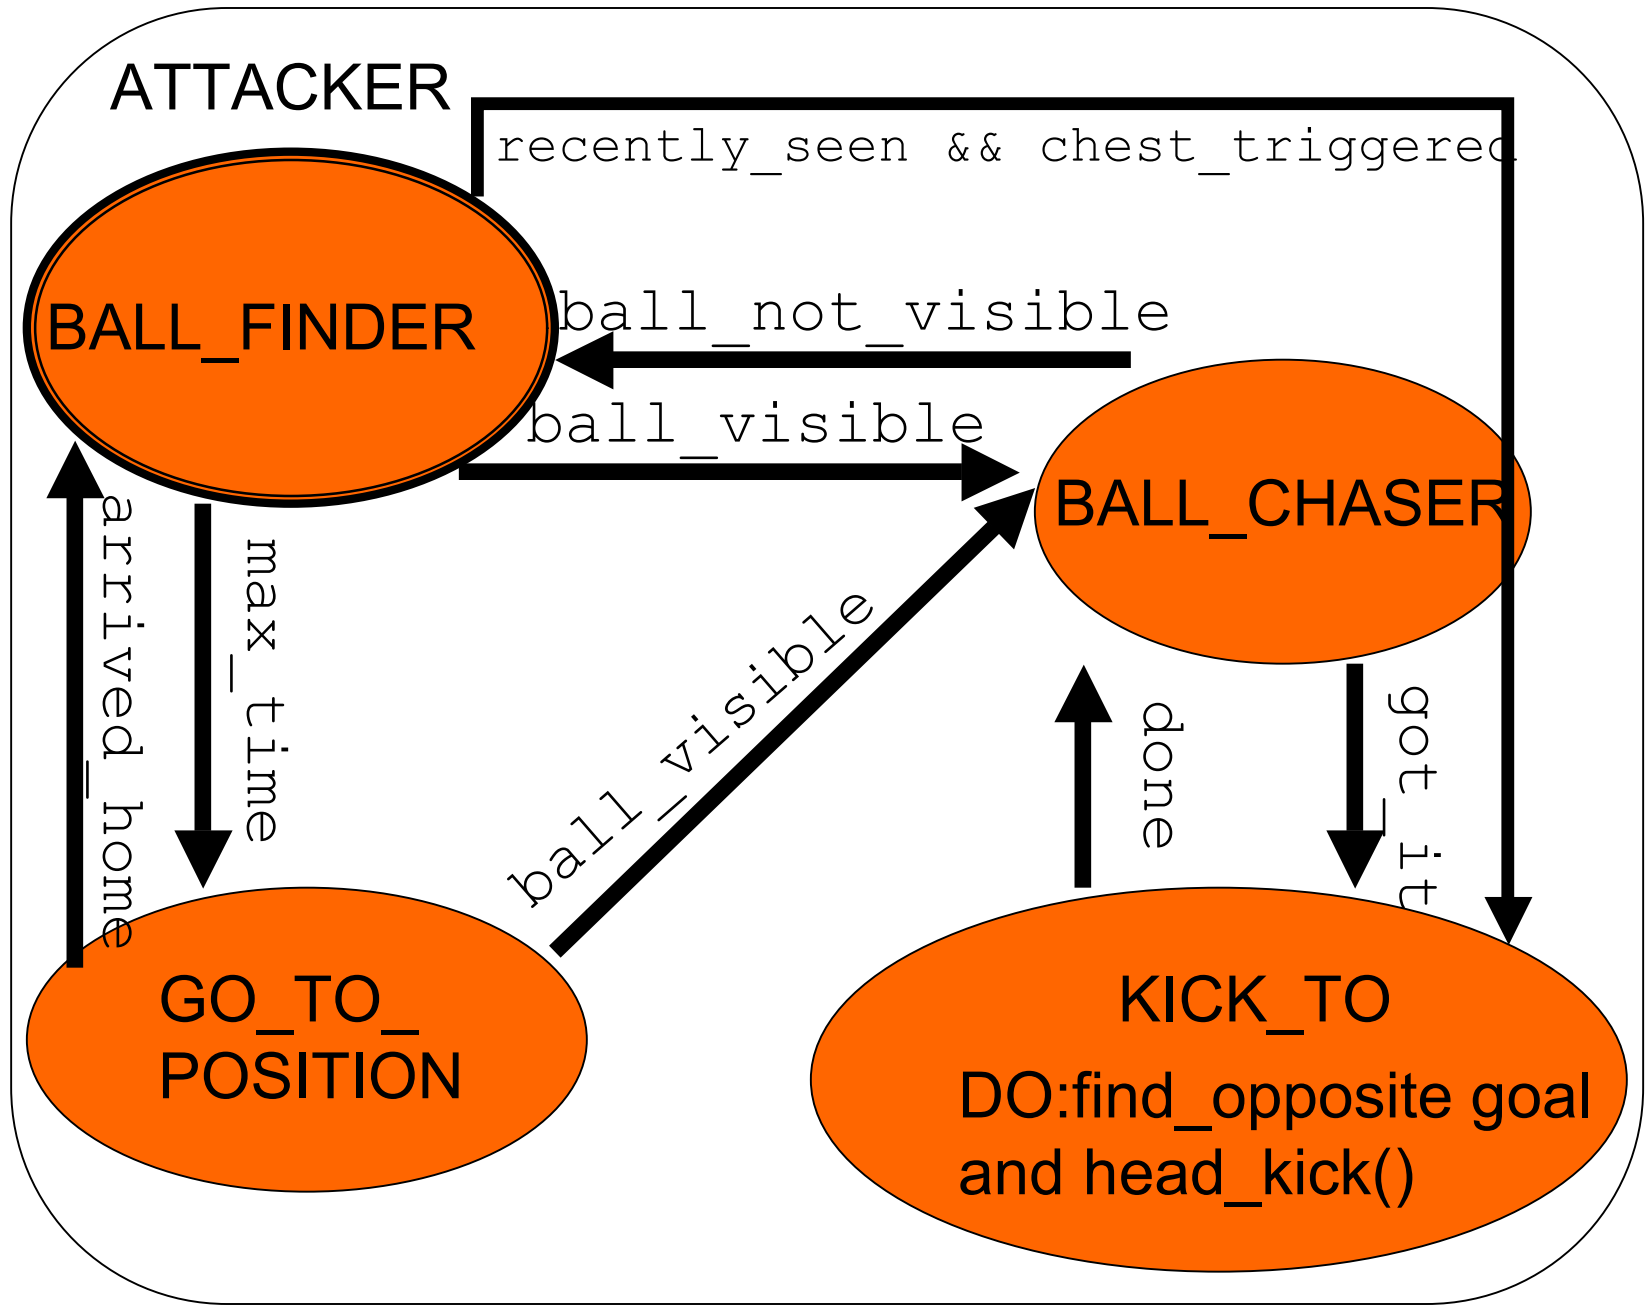 ATTACKER
recently_seen && chest_triggered
BALL_FINDER
ball_not_visible
ball_visible
BALL_CHASER
arrived_home
max_time
ball_visible
done
got_it
GO_TO_
POSITION
KICK_TO
DO:find_opposite goal
and head_kick()